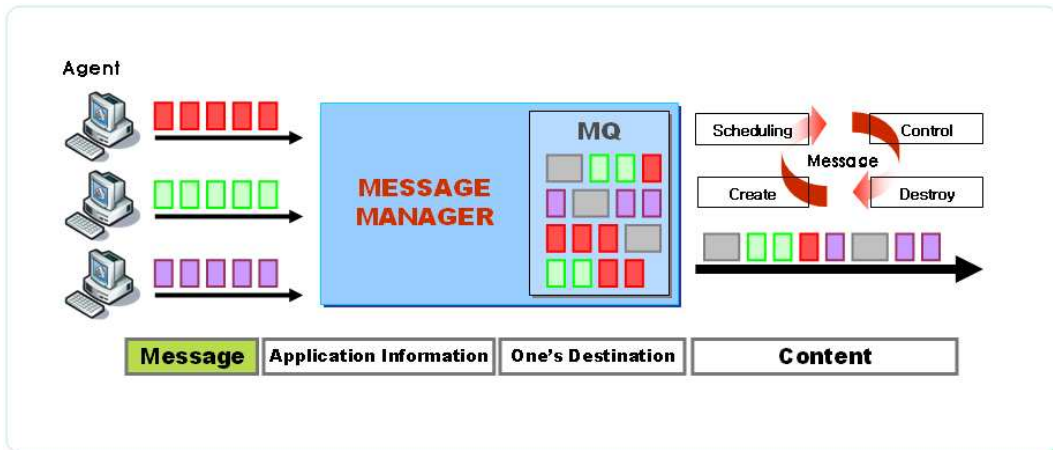 Agent
MQ
MESSAGE
MANAGER
Scheduling
Control
Message
Create
Destroy
Message
Application Information
One's Destination
Content